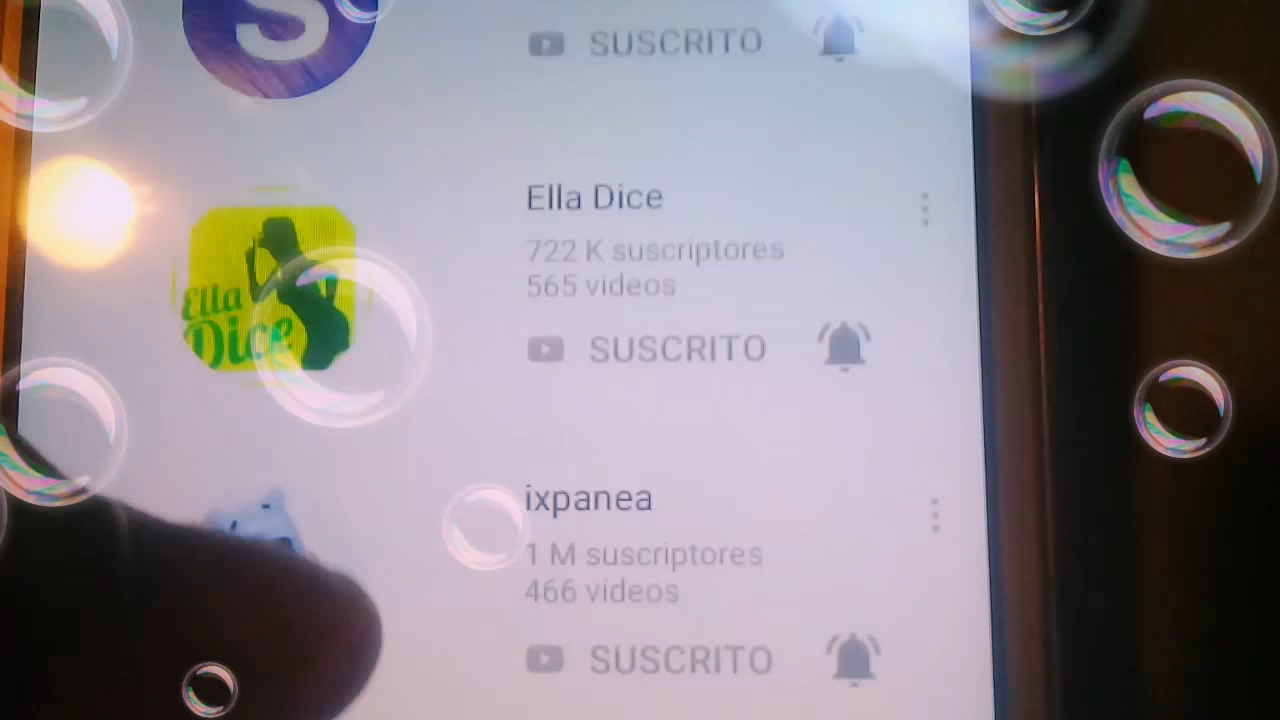 S
SUSCRITO
Ella Dice
722 K suscriptores
565 videos
Ella
Dice
SUSCRITO
ixpanea
1 M suscriptores
466 videos
SUSCRITO